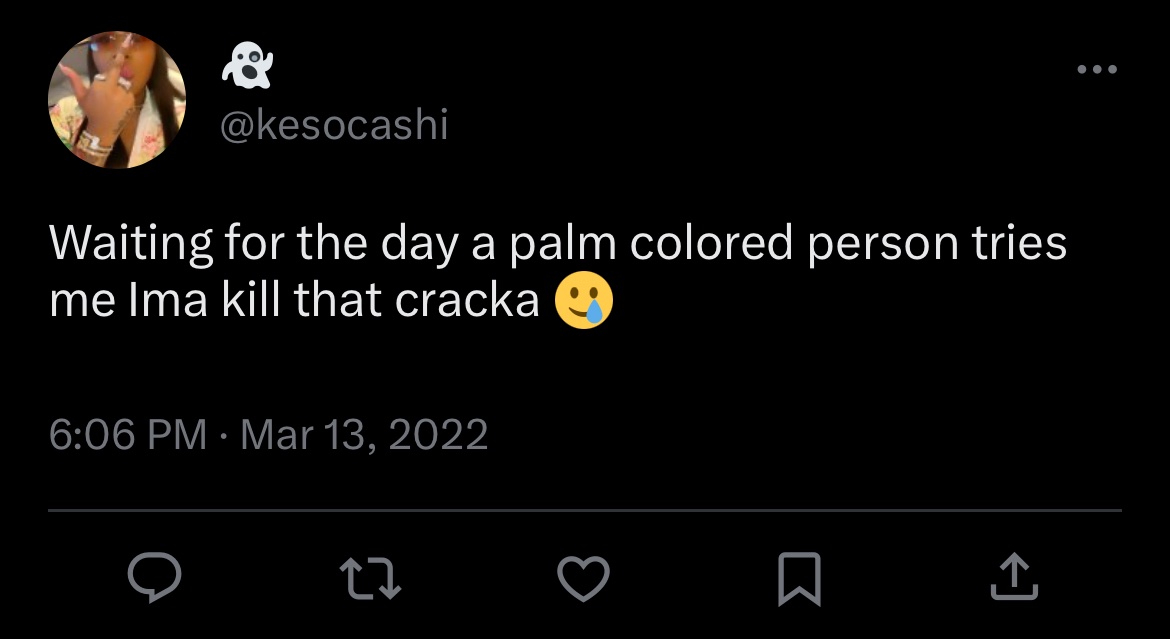 👻
@kesocashi
Waiting for the day a palm colored person tries
me Ima kill that cracka 🥲
6:06 PM · Mar 13, 2022